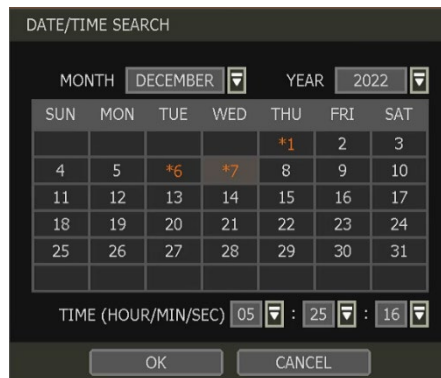 DATE/TIME SEARCH
MONTH DECEMBER YEAR 2022
SUN MON TUE WED THU FRI SAT
*1 2 3
4 5 *6 *7 8 9 10
11 12 13 14 15 16 17
18 19 20 21 22 23 24
25 26 27 28 29 30 31
TIME (HOUR/MIN/SEC) 05 : 25 : 16
OK CANCEL